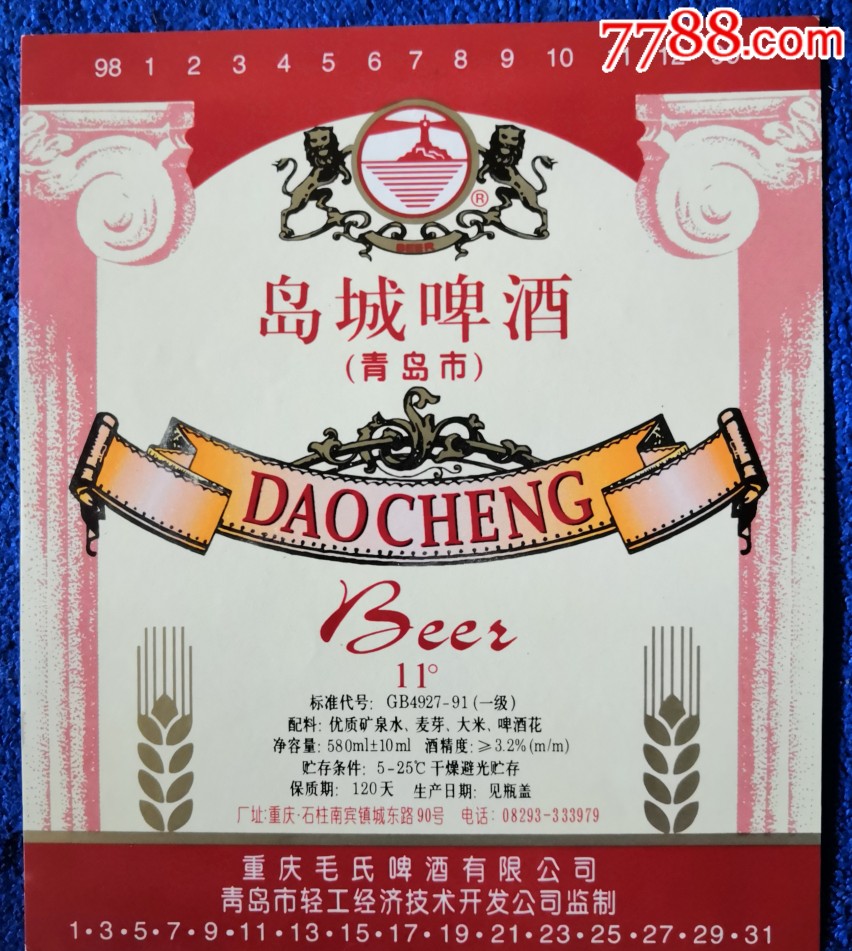 7788.com
98 1 2 3 4 5 6 7 8 9 10 11 12 99
®
BEER
岛城啤酒
(青岛市)
DAOCHENG
Beer
11°
标准代号: GB4927-91(一级)
配料: 优质矿泉水、麦芽、大米、啤酒花
净容量: 580ml±10ml 酒精度: ≥3.2%(m/m)
贮存条件: 5-25℃干燥避光贮存
保质期: 120天 生产日期: 见瓶盖
厂址:重庆·石柱南宾镇城东路90号 电话: 08293-333979
重庆毛氏啤酒有限公司
青岛市轻工经济技术开发公司监制
1·3·5·7·9·11·13·15·17·19·21·23·25·27·29·31